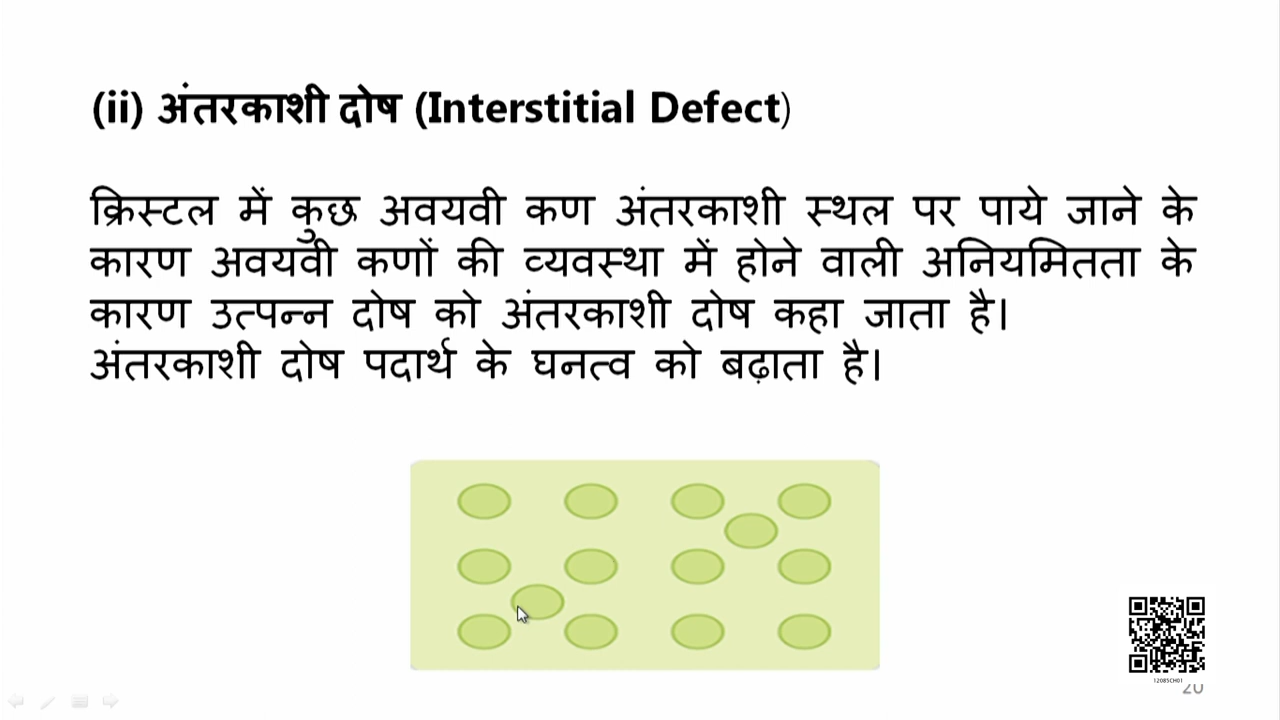 (ii) अंतरकाशी दोष (Interstitial Defect)
क्रिस्टल में कुछ अवयवी कण अंतरकाशी स्थल पर पाये जाने के
कारण अवयवी कणों की व्यवस्था में होने वाली अनियमितता के
कारण उत्पन्न दोष को अंतरकाशी दोष कहा जाता है।
अंतरकाशी दोष पदार्थ के घनत्व को बढ़ाता है।
12085CH01
20